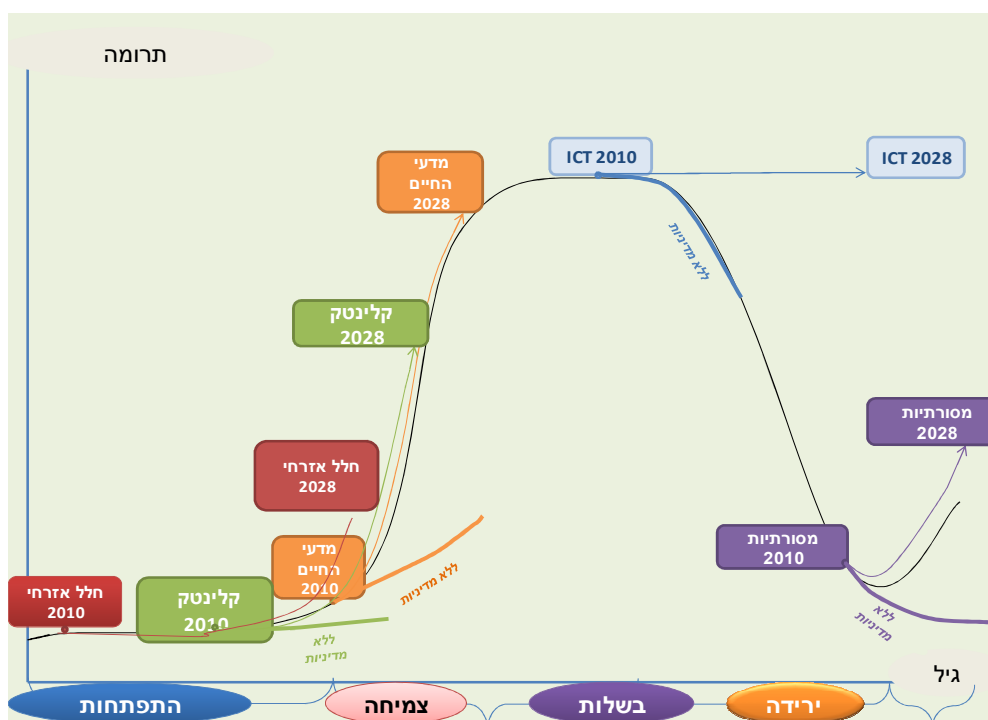 תרומה
ICT 2010
ICT 2028
מדעי
החיים
2028
ללא מדיניות
קלינטק
2028
מסורתיות
2028
חלל אזרחי
2028
מדעי
החיים
2010
ללא מדיניות
מסורתיות
2010
חלל אזרחי
2010
קלינטק
2010
ללא
מדיניות
ללא
מדיניות
גיל
התפתחות
צמיחה
בשלות
ירידה